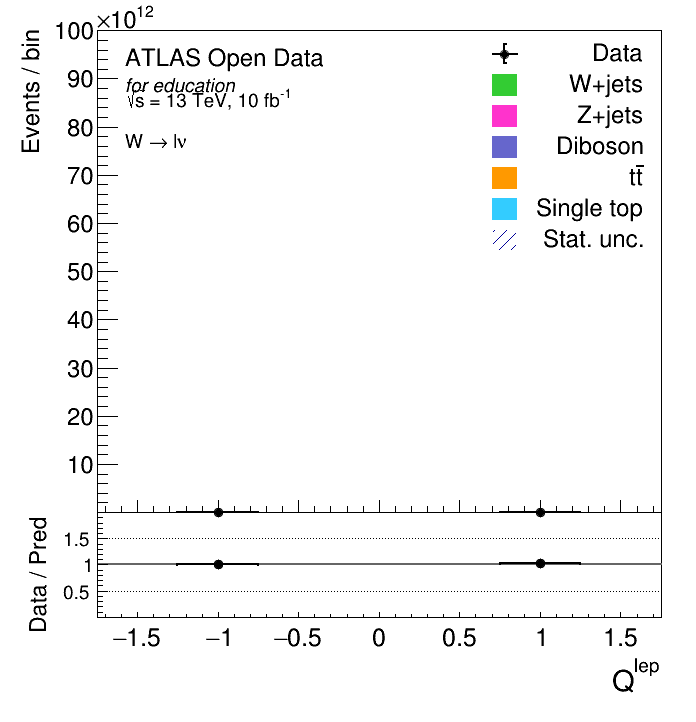 ×10¹²
Events / bin
100
90
80
70
60
50
40
30
20
10
ATLAS Open Data
for education
√s = 13 TeV, 10 fb⁻¹
W → lν
Data
W+jets
Z+jets
Diboson
tt̄
Single top
Stat. unc.
Data / Pred
1.5
1
0.5
−1.5 −1 −0.5 0 0.5 1 1.5
Q^lep